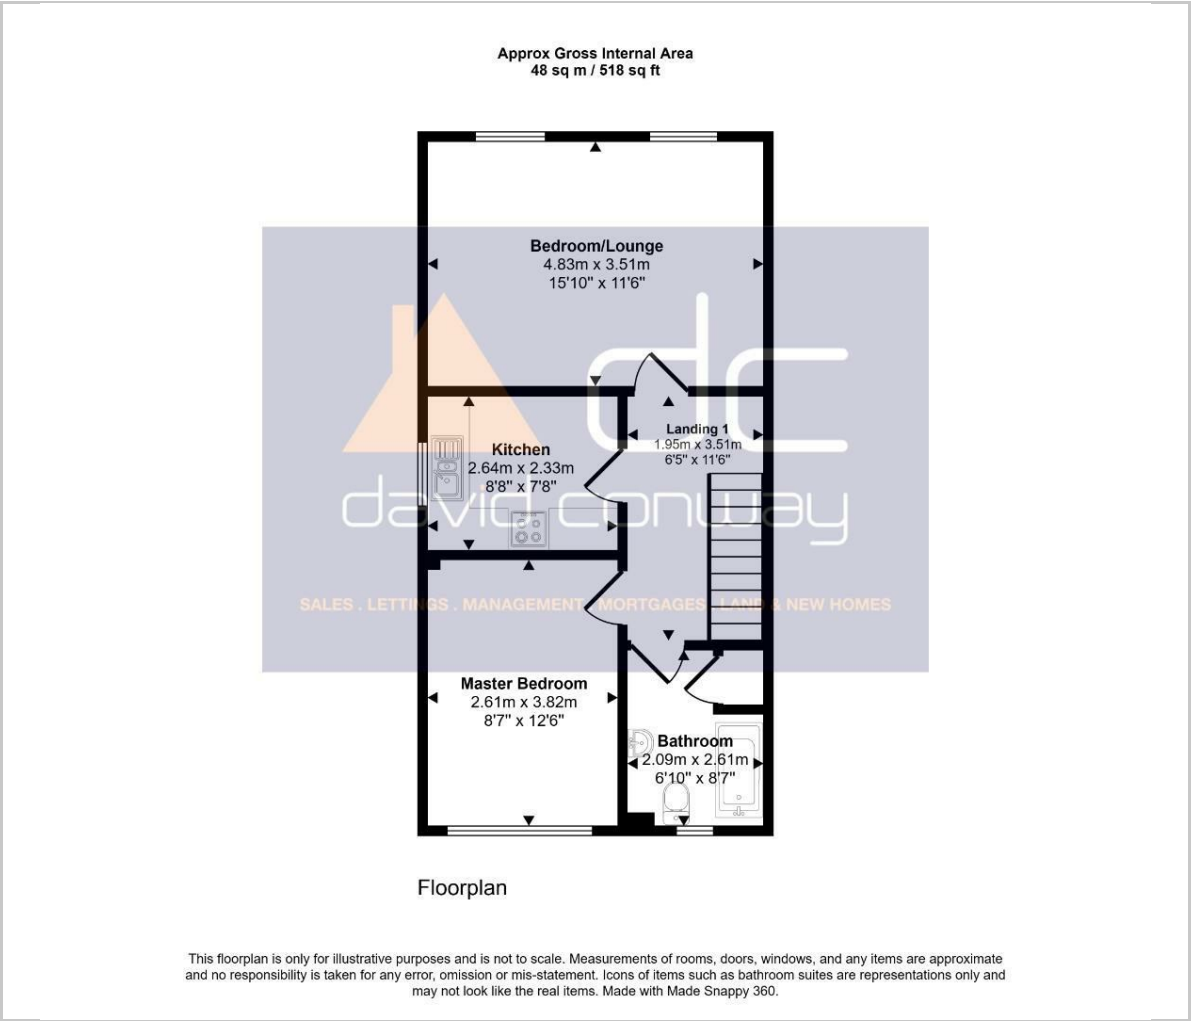 Approx Gross Internal Area
48 sq m / 518 sq ft
Bedroom/Lounge
4.83m x 3.51m
15'10" x 11'6"
dc
Landing 1
1.95m x 3.51m
6'5" x 11'6"
Kitchen
2.64m x 2.33m
8'8" x 7'8"
david conway
SALES . LETTINGS . MANAGEMENT . MORTGAGES . LAND & NEW HOMES
Master Bedroom
2.61m x 3.82m
8'7" x 12'6"
Bathroom
2.09m x 2.61m
6'10" x 8'7"
Floorplan
This floorplan is only for illustrative purposes and is not to scale. Measurements of rooms, doors, windows, and any items are approximate
and no responsibility is taken for any error, omission or mis-statement. Icons of items such as bathroom suites are representations only and
may not look like the real items. Made with Made Snappy 360.